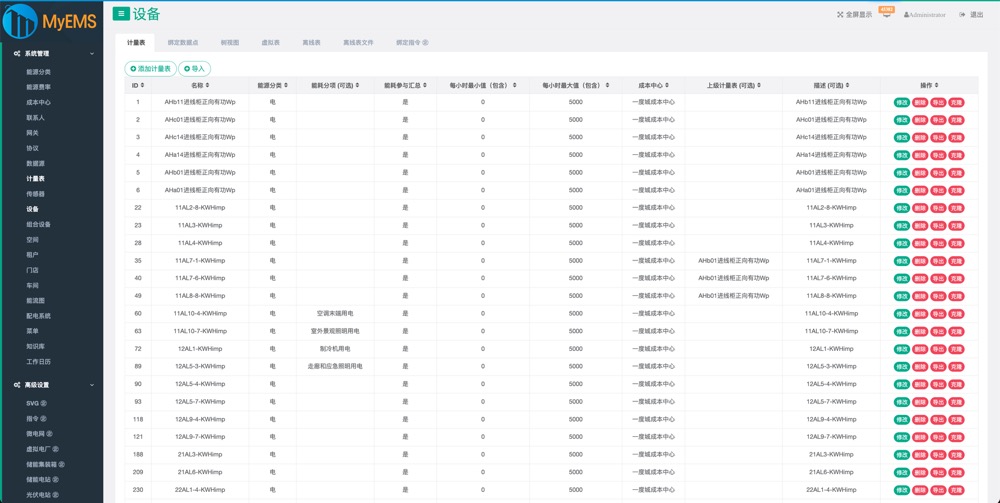 MyEMS
设备
全屏显示
Administrator
退出
系统管理
能源分类
能源费率
成本中心
联系人
网关
协议
数据源
计量表
传感器
设备
组合设备
空间
租户
门店
车间
能流图
配电系统
菜单
知识库
工作日历
高级设置
SVG
指令
微电网
虚拟电厂
储能集装箱
储能电站
光伏电站
计量表 绑定数据点 树视图 虚拟表 离线表 离线表文件 绑定指令
添加计量表 导入
ID 名称 能源分类 能耗分项 (可选) 能耗参与汇总 每小时最小值（包含） 每小时最大值（包含） 成本中心 上级计量表 (可选) 描述 (可选) 操作
1 AHb11进线柜正向有功Wp 电 是 0 5000 一度域成本中心 AHb11进线柜正向有功Wp 修改 删除 导出 克隆
2 AHc01进线柜正向有功Wp 电 是 0 5000 一度域成本中心 AHc01进线柜正向有功Wp 修改 删除 导出 克隆
3 AHc14进线柜正向有功Wp 电 是 0 5000 一度域成本中心 AHc14进线柜正向有功Wp 修改 删除 导出 克隆
4 AHa14进线柜正向有功Wp 电 是 0 5000 一度域成本中心 AHa14进线柜正向有功Wp 修改 删除 导出 克隆
5 AHb01进线柜正向有功Wp 电 是 0 5000 一度域成本中心 AHb01进线柜正向有功Wp 修改 删除 导出 克隆
6 AHa01进线柜正向有功Wp 电 是 0 5000 一度域成本中心 AHa01进线柜正向有功Wp 修改 删除 导出 克隆
22 11AL2-8-KWHimp 电 是 0 5000 一度域成本中心 11AL2-8-KWHimp 修改 删除 导出 克隆
23 11AL3-KWHimp 电 是 0 5000 一度域成本中心 11AL3-KWHimp 修改 删除 导出 克隆
28 11AL4-KWHimp 电 是 0 5000 一度域成本中心 11AL4-KWHimp 修改 删除 导出 克隆
35 11AL7-1-KWHimp 电 是 0 5000 一度域成本中心 AHb01进线柜正向有功Wp 11AL7-1-KWHimp 修改 删除 导出 克隆
40 11AL7-6-KWHimp 电 是 0 5000 一度域成本中心 AHb01进线柜正向有功Wp 11AL7-6-KWHimp 修改 删除 导出 克隆
49 11AL8-8-KWHimp 电 是 0 5000 一度域成本中心 AHb01进线柜正向有功Wp 11AL8-8-KWHimp 修改 删除 导出 克隆
60 11AL10-4-KWHimp 电 空调末端用电 是 0 5000 一度域成本中心 11AL10-4-KWHimp 修改 删除 导出 克隆
63 11AL10-7-KWHimp 电 室外景观照明用电 是 0 5000 一度域成本中心 11AL10-7-KWHimp 修改 删除 导出 克隆
72 12AL1-KWHimp 电 制冷机用电 是 0 5000 一度域成本中心 12AL1-KWHimp 修改 删除 导出 克隆
89 12AL5-3-KWHimp 电 走廊和应急照明用电 是 0 5000 一度域成本中心 12AL5-3-KWHimp 修改 删除 导出 克隆
90 12AL5-4-KWHimp 电 是 0 5000 一度域成本中心 12AL5-4-KWHimp 修改 删除 导出 克隆
93 12AL5-7-KWHimp 电 是 0 5000 一度域成本中心 12AL5-7-KWHimp 修改 删除 导出 克隆
118 12AL9-4-KWHimp 电 是 0 5000 一度域成本中心 12AL9-4-KWHimp 修改 删除 导出 克隆
121 12AL9-7-KWHimp 电 是 0 5000 一度域成本中心 12AL9-7-KWHimp 修改 删除 导出 克隆
188 21AL3-KWHimp 电 是 0 5000 一度域成本中心 21AL3-KWHimp 修改 删除 导出 克隆
209 21AL6-KWHimp 电 是 0 5000 一度域成本中心 21AL6-KWHimp 修改 删除 导出 克隆
230 22AL1-4-KWHimp 电 是 0 5000 一度域成本中心 22AL1-4-KWHimp 修改 删除 导出 克隆